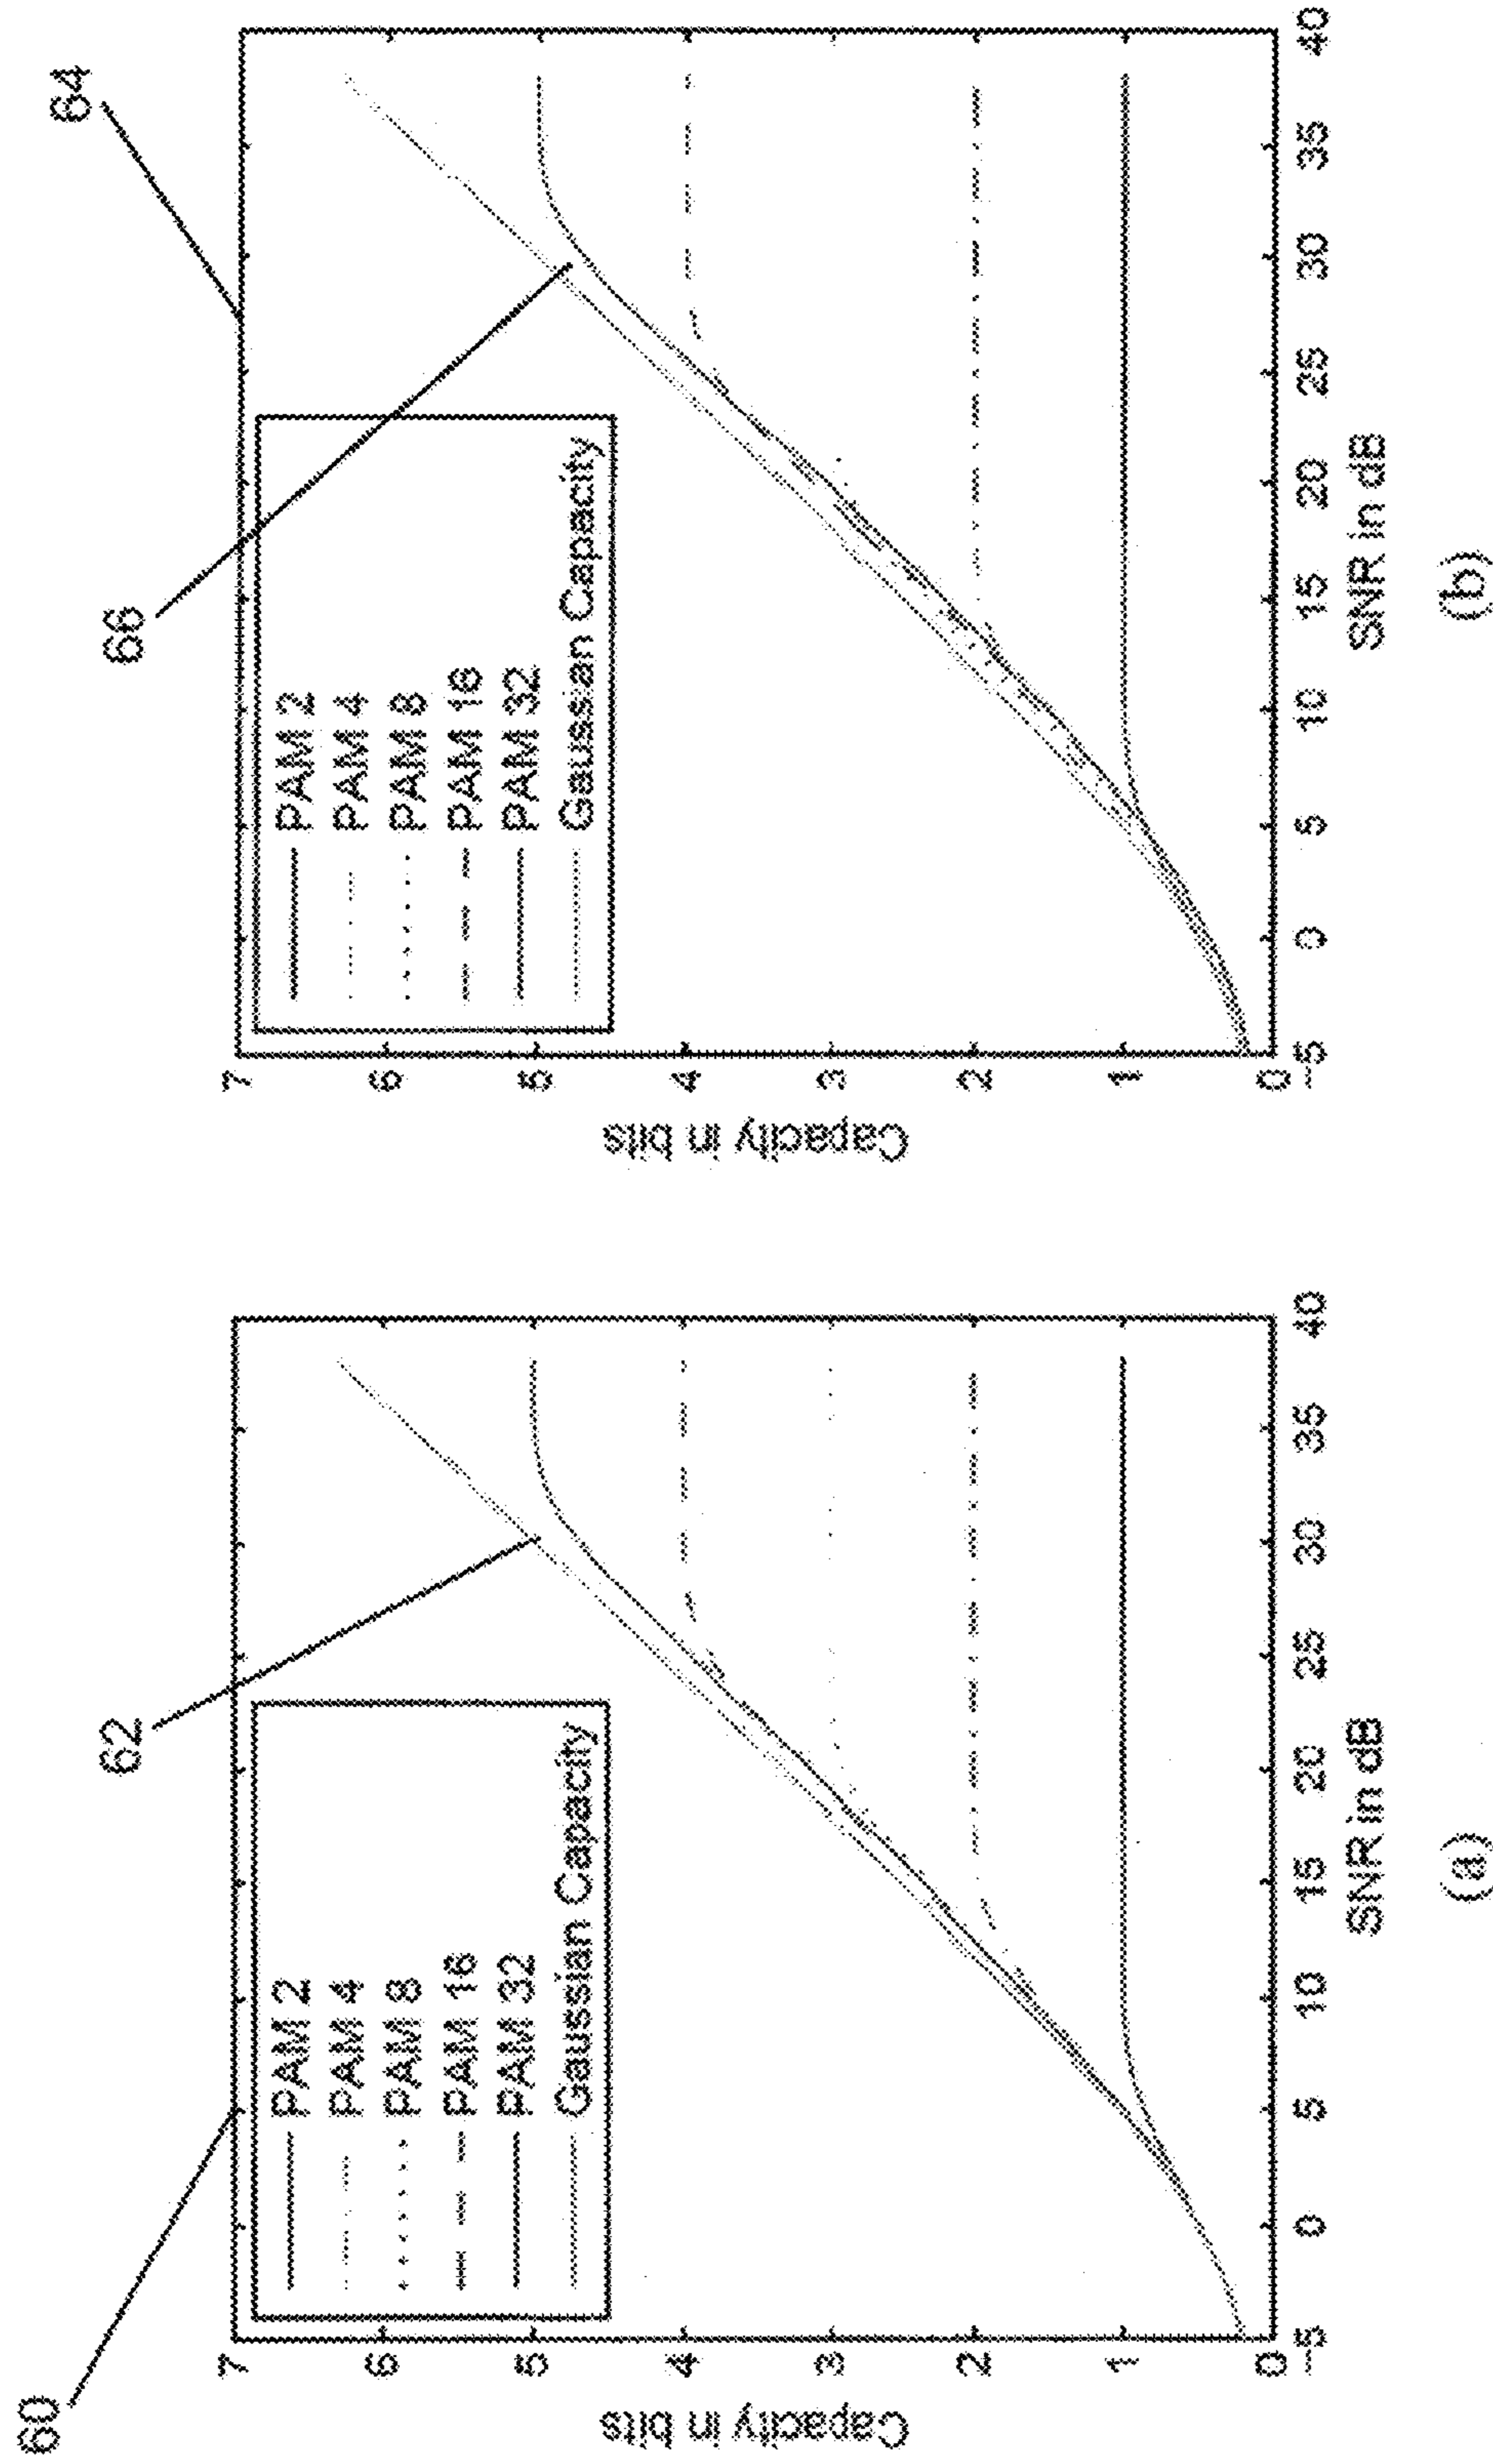 60
62
7
6
5
4
3
2
1
0
Capacity in bits
PAM 2
PAM 4
PAM 8
PAM 16
PAM 32
Gaussian Capacity
-5
0
5
10
15
20
25
30
35
40
SNR in dB
(a)
64
66
7
6
5
4
3
2
1
0
Capacity in bits
PAM 2
PAM 4
PAM 8
PAM 16
PAM 32
Gaussian Capacity
-5
0
5
10
15
20
25
30
35
40
SNR in dB
(b)